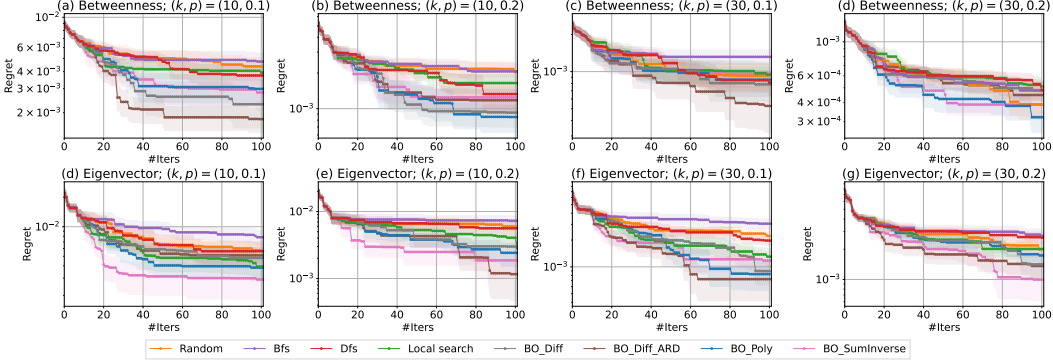 (a) Betweenness; (k, p) = (10, 0.1)
10⁻²
6 × 10⁻³
4 × 10⁻³
3 × 10⁻³
2 × 10⁻³
Regret
0 20 40 60 80 100
#Iters
(b) Betweenness; (k, p) = (10, 0.2)
10⁻³
Regret
0 20 40 60 80 100
#Iters
(c) Betweenness; (k, p) = (30, 0.1)
10⁻³
Regret
0 20 40 60 80 100
#Iters
(d) Betweenness; (k, p) = (30, 0.2)
10⁻³
6 × 10⁻⁴
4 × 10⁻⁴
3 × 10⁻⁴
Regret
0 20 40 60 80 100
#Iters
(d) Eigenvector; (k, p) = (10, 0.1)
10⁻²
Regret
0 20 40 60 80 100
#Iters
(e) Eigenvector; (k, p) = (10, 0.2)
10⁻²
10⁻³
Regret
0 20 40 60 80 100
#Iters
(f) Eigenvector; (k, p) = (30, 0.1)
10⁻³
Regret
0 20 40 60 80 100
#Iters
(g) Eigenvector; (k, p) = (30, 0.2)
10⁻³
Regret
0 20 40 60 80 100
#Iters
Random Bfs Dfs Local search BO_Diff BO_Diff_ARD BO_Poly BO_SumInverse